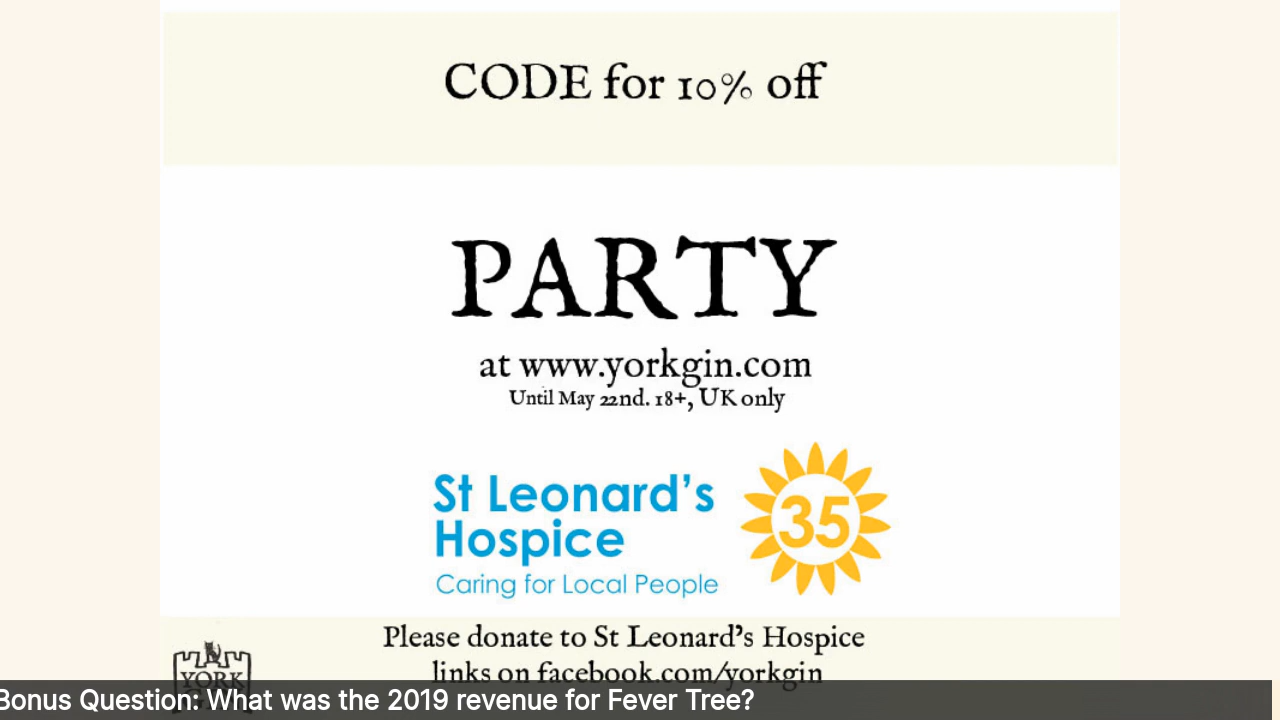 CODE for 10% off
PARTY
at www.yorkgin.com
Until May 22nd. 18+, UK only
St Leonard's
Hospice
35
Caring for Local People
Please donate to St Leonard's Hospice
links on facebook.com/yorkgin
YORK
Bonus Question: What was the 2019 revenue for Fever Tree?